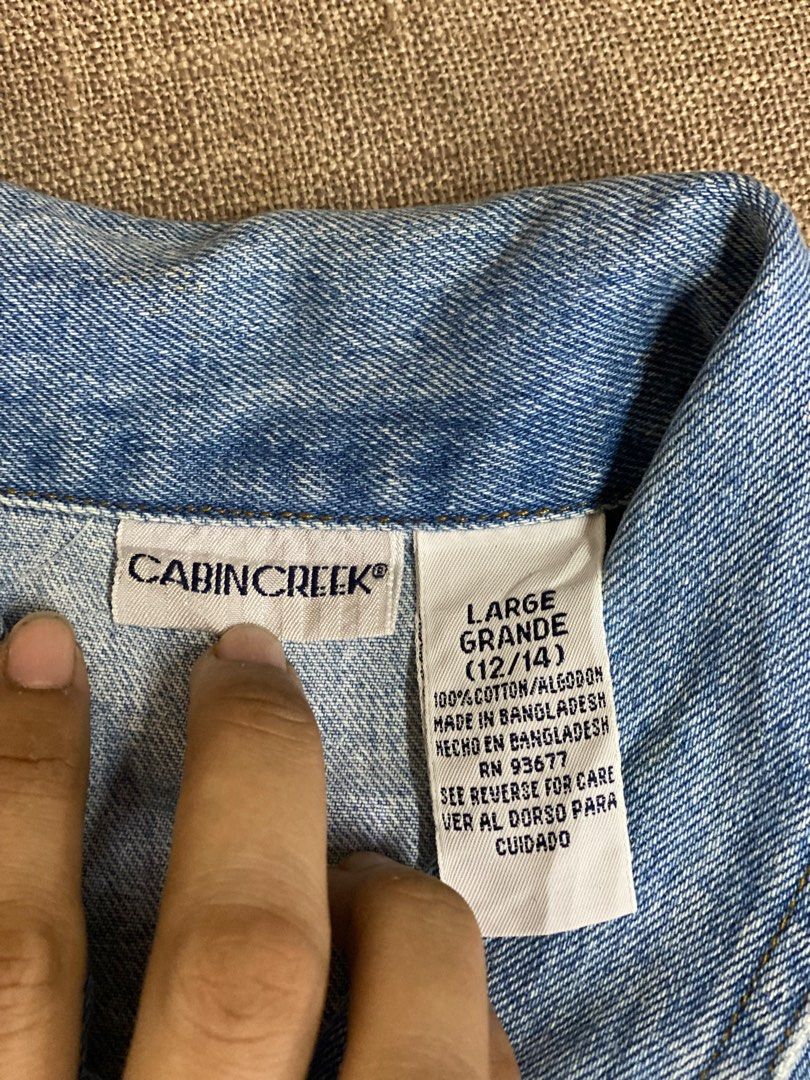 CABINCREEK®
LARGE
GRANDE
(12/14)
100% COTTON/ALGODON
MADE IN BANGLADESH
HECHO EN BANGLADESH
RN 93677
SEE REVERSE FOR CARE
VER AL DORSO PARA
CUIDADO